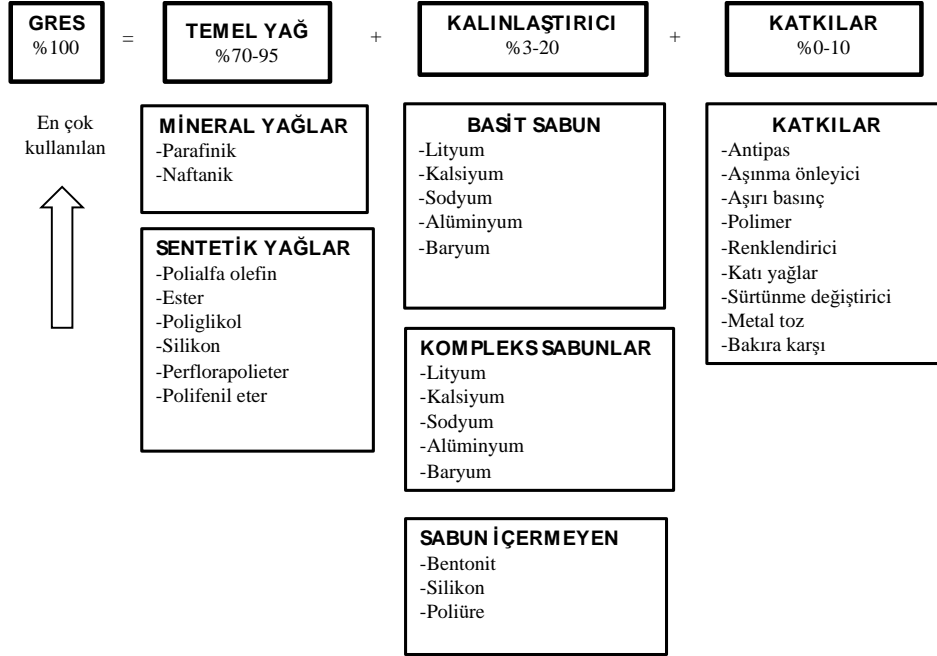 GRES
%100
=
TEMEL YAĞ
%70-95
+
KALINLAŞTIRICI
%3-20
+
KATKILAR
%0-10
En çok
kullanılan
MİNERAL YAĞLAR
-Parafinik
-Naftanik
SENTETİK YAĞLAR
-Polialfa olefin
-Ester
-Poliglikol
-Silikon
-Perflorapolieter
-Polifenil eter
BASİT SABUN
-Lityum
-Kalsiyum
-Sodyum
-Alüminyum
-Baryum
KOMPLEKS SABUNLAR
-Lityum
-Kalsiyum
-Sodyum
-Alüminyum
-Baryum
SABUN İÇERMEYEN
-Bentonit
-Silikon
-Poliüre
KATKILAR
-Antipas
-Aşınma önleyici
-Aşırı basınç
-Polimer
-Renklendirici
-Katı yağlar
-Sürtünme değiştirici
-Metal toz
-Bakıra karşı